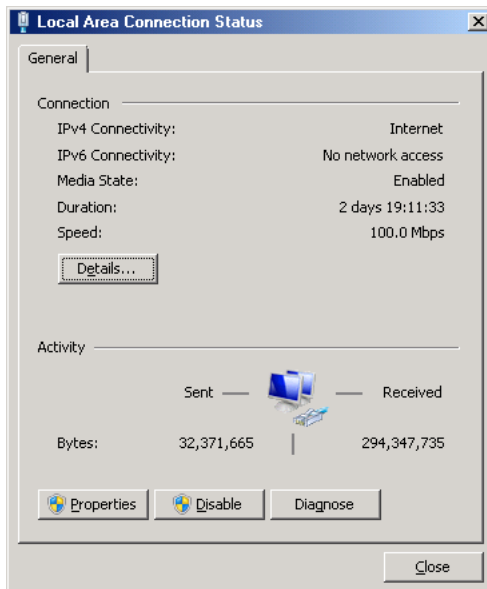 Local Area Connection Status
General
Connection
IPv4 Connectivity: Internet
IPv6 Connectivity: No network access
Media State: Enabled
Duration: 2 days 19:11:33
Speed: 100.0 Mbps
Details...
Activity
Sent Received
Bytes: 32,371,665 294,347,735
Properties Disable Diagnose
Close